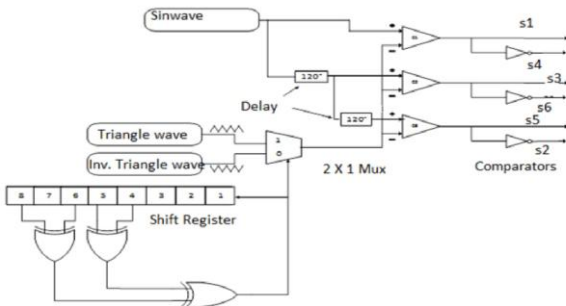 Sinwave
s1
s4
120°
s3
Delay
s6
120°
s5
Triangle wave
1
Inv. Triangle wave
0
s2
2 X 1 Mux
Comparators
8 7 6 5 4 3 2 1
Shift Register